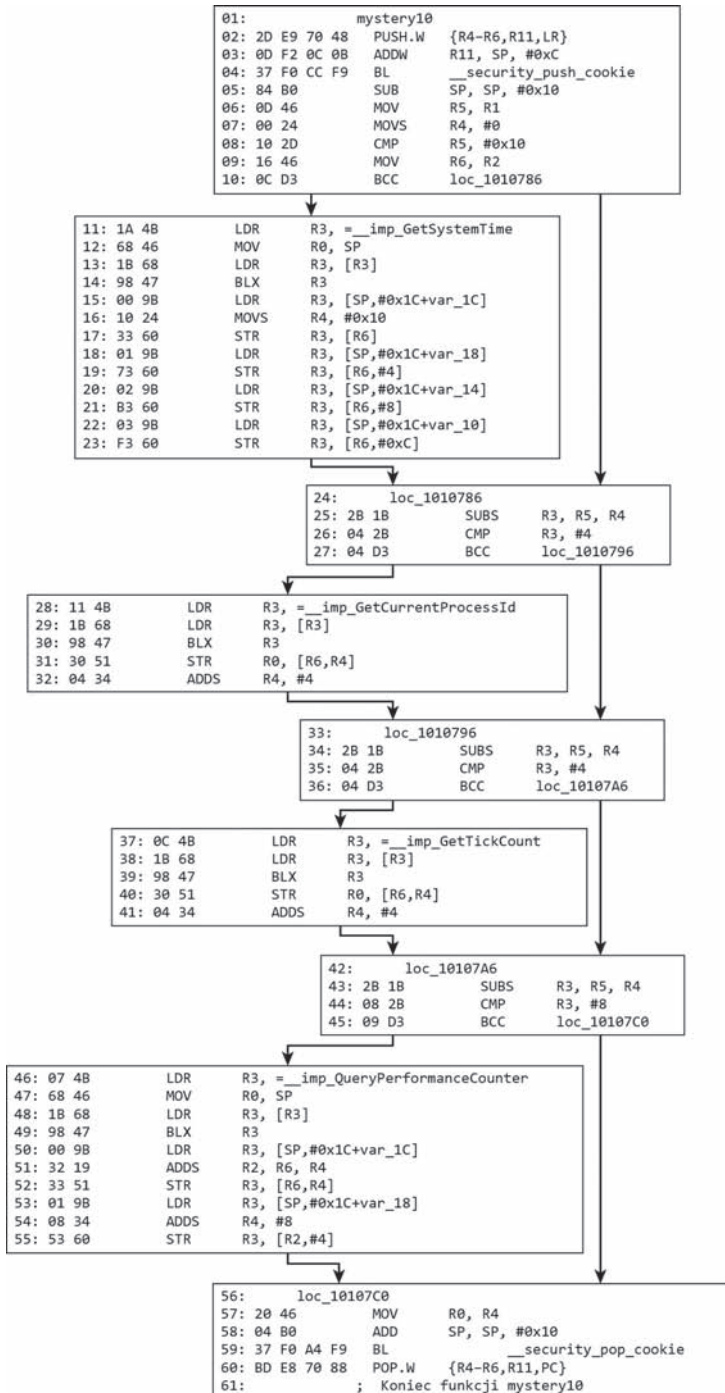 01: mystery10
02: 2D E9 70 48 PUSH.W {R4-R6,R11,LR}
03: 0D F2 0C 0B ADDW R11, SP, #0xC
04: 37 F0 CC F9 BL __security_push_cookie
05: 84 B0 SUB SP, SP, #0x10
06: 0D 46 MOV R5, R1
07: 00 24 MOVS R4, #0
08: 10 2D CMP R5, #0x10
09: 16 46 MOV R6, R2
10: 0C D3 BCC loc_1010786
11: 1A 4B LDR R3, =__imp_GetSystemTime
12: 68 46 MOV R0, SP
13: 1B 68 LDR R3, [R3]
14: 98 47 BLX R3
15: 00 9B LDR R3, [SP,#0x1C+var_1C]
16: 10 24 MOVS R4, #0x10
17: 33 60 STR R3, [R6]
18: 01 9B LDR R3, [SP,#0x1C+var_18]
19: 73 60 STR R3, [R6,#4]
20: 02 9B LDR R3, [SP,#0x1C+var_14]
21: B3 60 STR R3, [R6,#8]
22: 03 9B LDR R3, [SP,#0x1C+var_10]
23: F3 60 STR R3, [R6,#0xC]
24: loc_1010786
25: 2B 1B SUBS R3, R5, R4
26: 04 2B CMP R3, #4
27: 04 D3 BCC loc_1010796
28: 11 4B LDR R3, =__imp_GetCurrentProcessId
29: 1B 68 LDR R3, [R3]
30: 98 47 BLX R3
31: 30 51 STR R0, [R6,R4]
32: 04 34 ADDS R4, #4
33: loc_1010796
34: 2B 1B SUBS R3, R5, R4
35: 04 2B CMP R3, #4
36: 04 D3 BCC loc_10107A6
37: 0C 4B LDR R3, =__imp_GetTickCount
38: 1B 68 LDR R3, [R3]
39: 98 47 BLX R3
40: 30 51 STR R0, [R6,R4]
41: 04 34 ADDS R4, #4
42: loc_10107A6
43: 2B 1B SUBS R3, R5, R4
44: 08 2B CMP R3, #8
45: 09 D3 BCC loc_10107C0
46: 07 4B LDR R3, =__imp_QueryPerformanceCounter
47: 68 46 MOV R0, SP
48: 1B 68 LDR R3, [R3]
49: 98 47 BLX R3
50: 00 9B LDR R3, [SP,#0x1C+var_1C]
51: 32 19 ADDS R2, R6, R4
52: 33 51 STR R3, [R6,R4]
53: 01 9B LDR R3, [SP,#0x1C+var_18]
54: 08 34 ADDS R4, #8
55: 53 60 STR R3, [R2,#4]
56: loc_10107C0
57: 20 46 MOV R0, R4
58: 04 B0 ADD SP, SP, #0x10
59: 37 F0 A4 F9 BL __security_pop_cookie
60: BD E8 70 88 POP.W {R4-R6,R11,PC}
61: ; Koniec funkcji mystery10